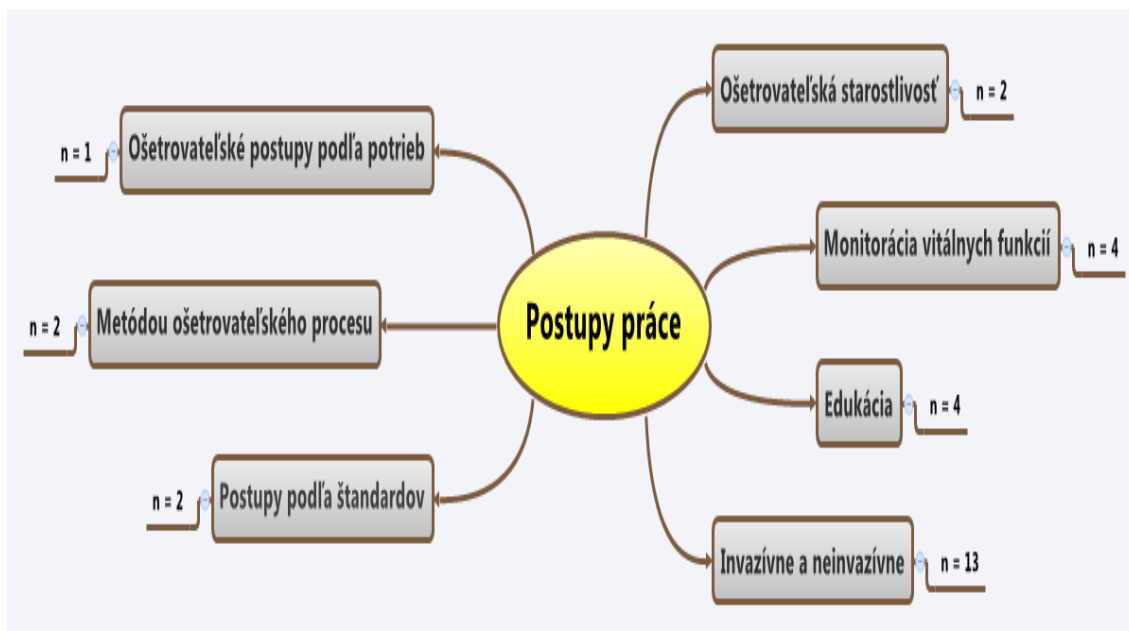 Postupy práce
Ošetrovateľská starostlivosť
n = 2
Monitorácia vitálnych funkcií
n = 4
Edukácia
n = 4
Invazívne a neinvazívne
n = 13
Ošetrovateľské postupy podľa potrieb
n = 1
Metódou ošetrovateľského procesu
n = 2
Postupy podľa štandardov
n = 2